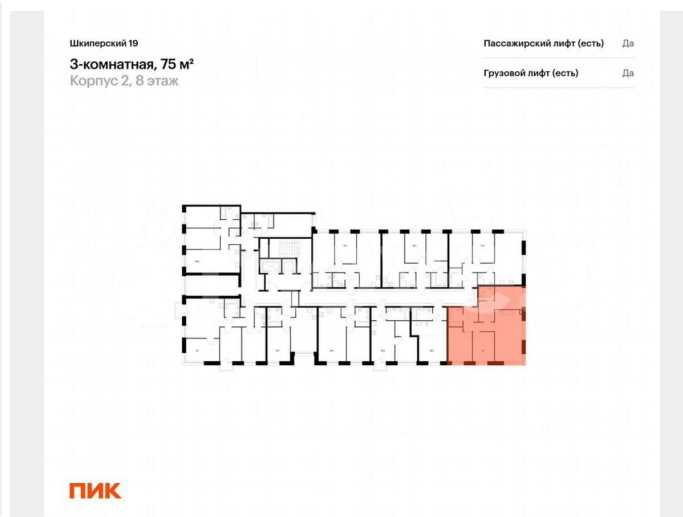 Шкиперский 19
3-комнатная, 75 м²
Корпус 2, 8 этаж
Пассажирский лифт (есть) Да
Грузовой лифт (есть) Да
ПИК